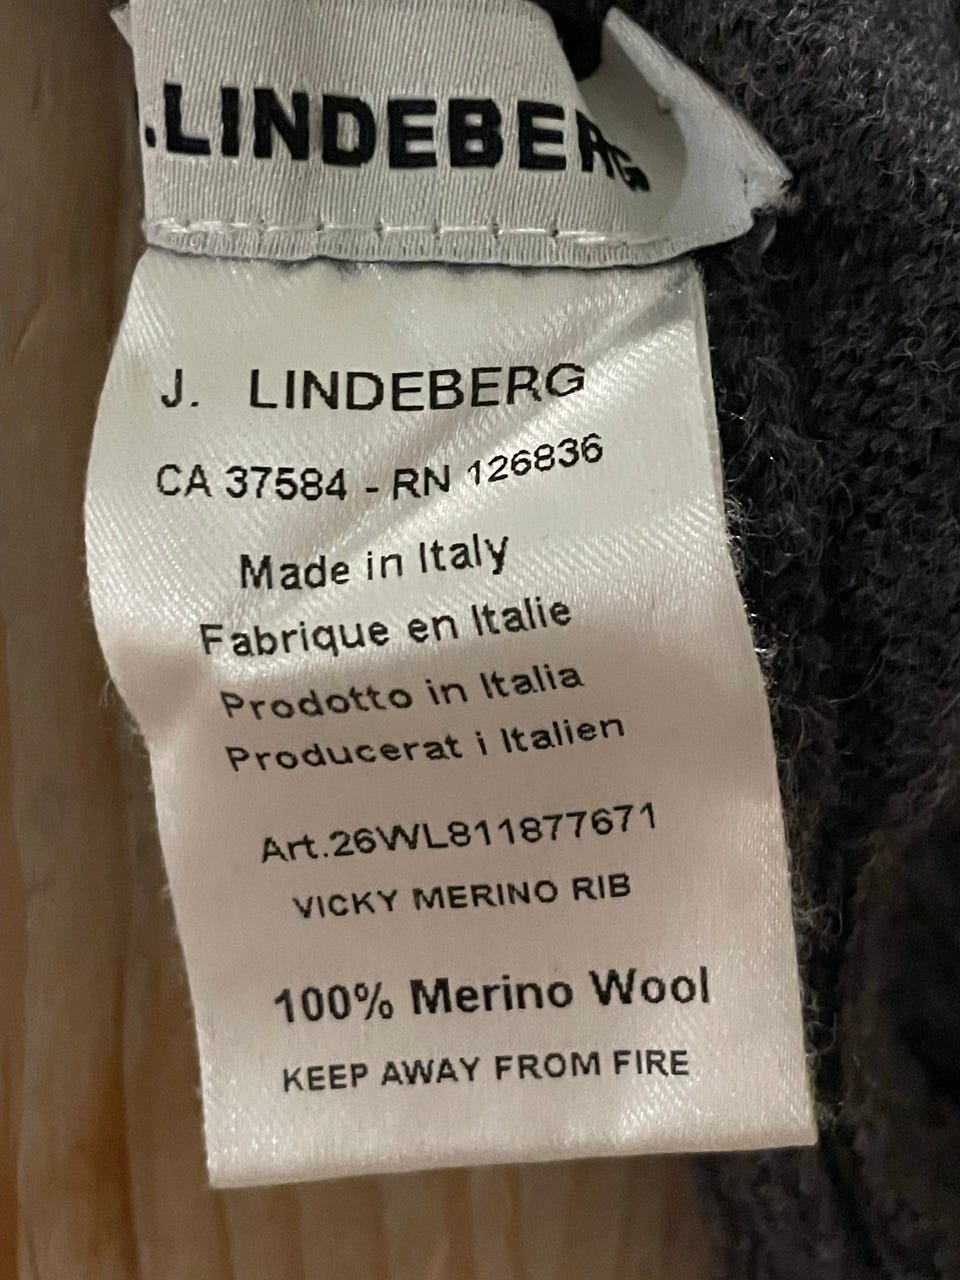 .LINDEBERG
J. LINDEBERG
CA 37584 - RN 126836
Made in Italy
Fabrique en Italie
Prodotto in Italia
Producerat i Italien
Art.26WL811877671
VICKY MERINO RIB
100% Merino Wool
KEEP AWAY FROM FIRE